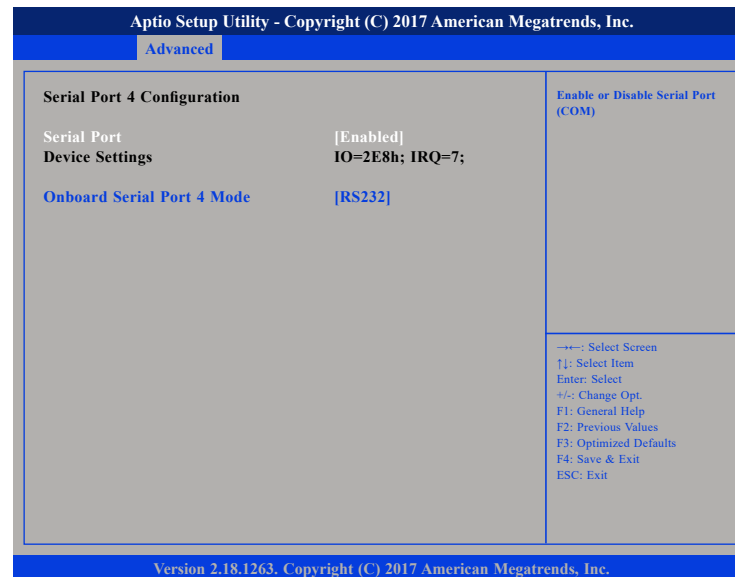 Aptio Setup Utility - Copyright (C) 2017 American Megatrends, Inc.
Advanced
Serial Port 4 Configuration
Serial Port [Enabled]
Device Settings IO=2E8h; IRQ=7;
Onboard Serial Port 4 Mode [RS232]
Enable or Disable Serial Port
(COM)
→←: Select Screen
↑↓: Select Item
Enter: Select
+/-: Change Opt.
F1: General Help
F2: Previous Values
F3: Optimized Defaults
F4: Save & Exit
ESC: Exit
Version 2.18.1263. Copyright (C) 2017 American Megatrends, Inc.